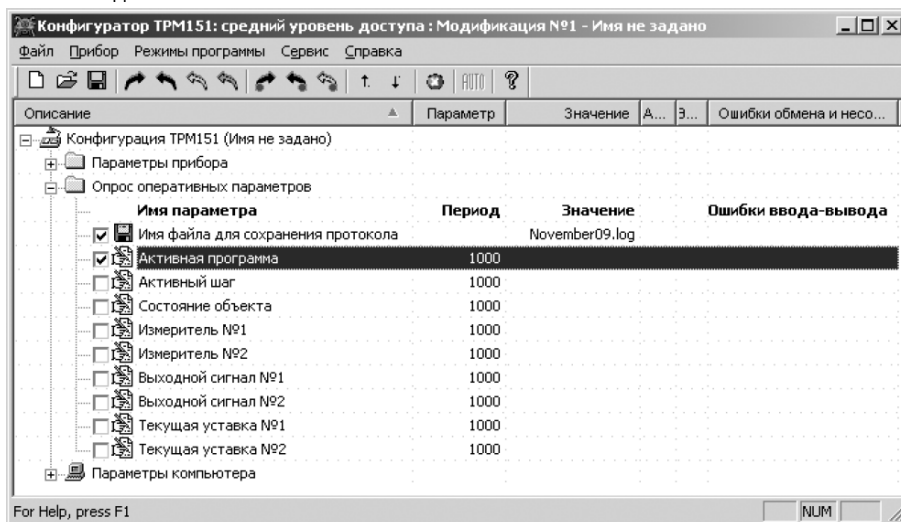 Конфигуратор ТРМ151: средний уровень доступа : Модификация №1 - Имя не задано
Файл Прибор Режимы программы Сервис Справка
AUTO
Описание Параметр Значение А... Э... Ошибки обмена и несо...
Конфигурация ТРМ151 (Имя не задано)
Параметры прибора
Опрос оперативных параметров
Имя параметра Период Значение Ошибки ввода-вывода
Имя файла для сохранения протокола November09.log
Активная программа 1000
Активный шаг 1000
Состояние объекта 1000
Измеритель №1 1000
Измеритель №2 1000
Выходной сигнал №1 1000
Выходной сигнал №2 1000
Текущая уставка №1 1000
Текущая уставка №2 1000
Параметры компьютера
For Help, press F1 NUM